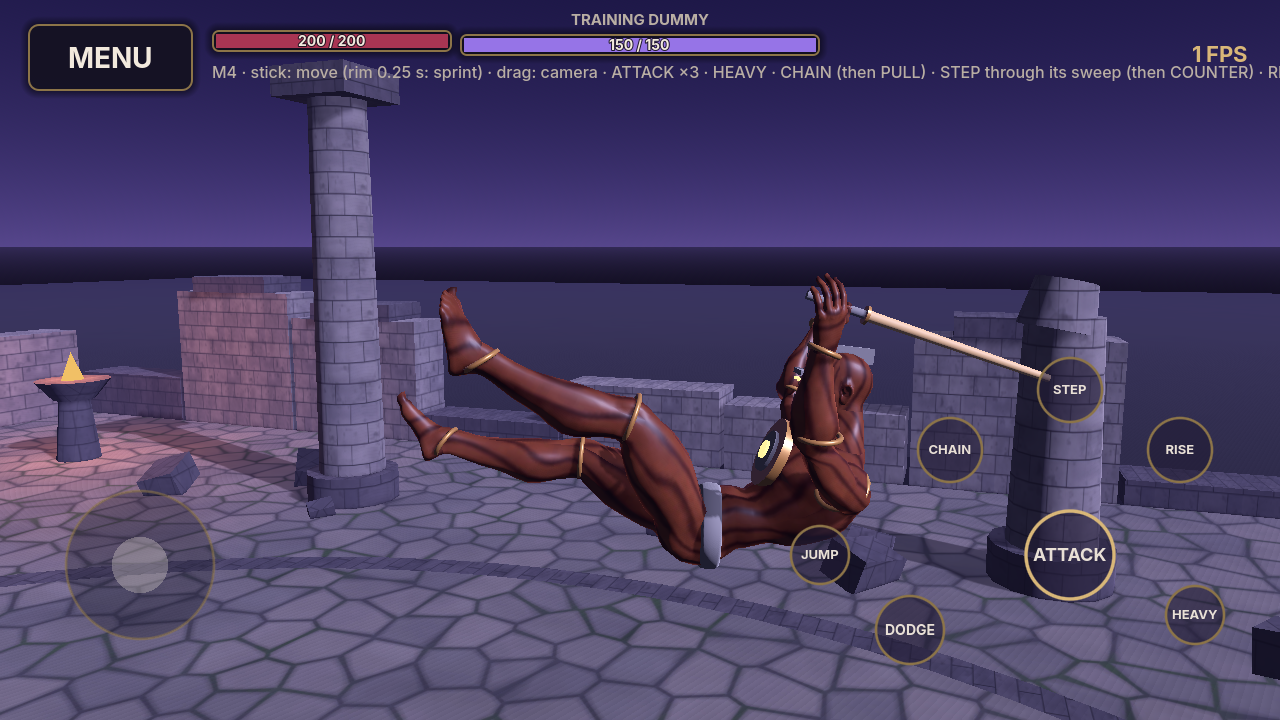 TRAINING DUMMY
MENU
200 / 200
150 / 150
1 FPS
M4 · stick: move (rim 0.25 s: sprint) · drag: camera · ATTACK ×3 · HEAVY · CHAIN (then PULL) · STEP through its sweep (then COUNTER) ·
STEP
CHAIN
RISE
JUMP
ATTACK
HEAVY
DODGE